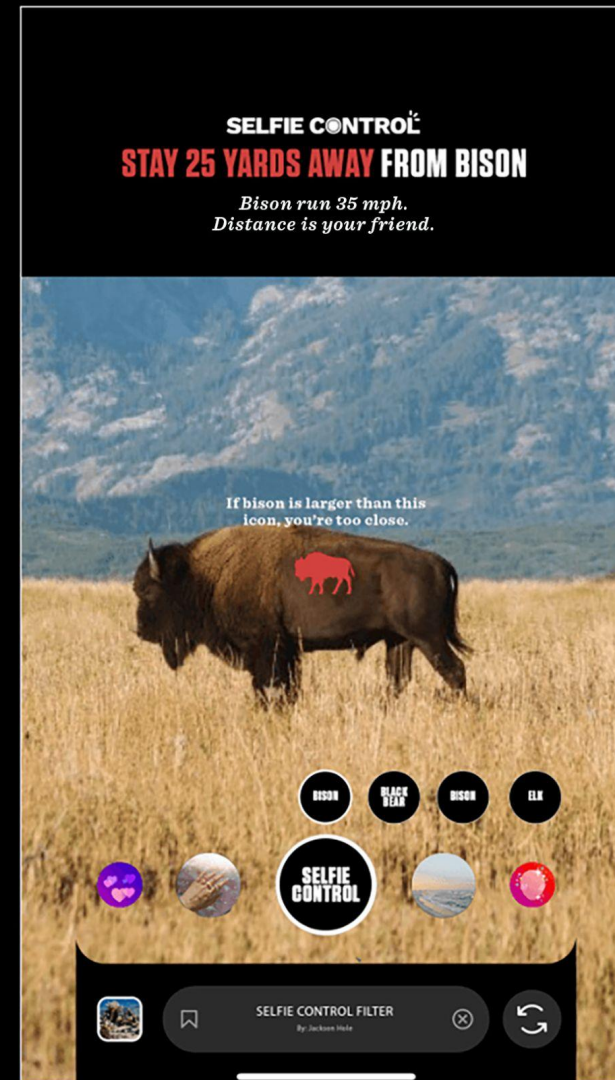 SELFIE CONTROL
STAY 25 YARDS AWAY FROM BISON
Bison run 35 mph.
Distance is your friend.
If bison is larger than this
icon, you're too close.
BISON
BLACK
BEAR
BISON
ELK
SELFIE
CONTROL
SELFIE CONTROL FILTER
By: Jackson Hole